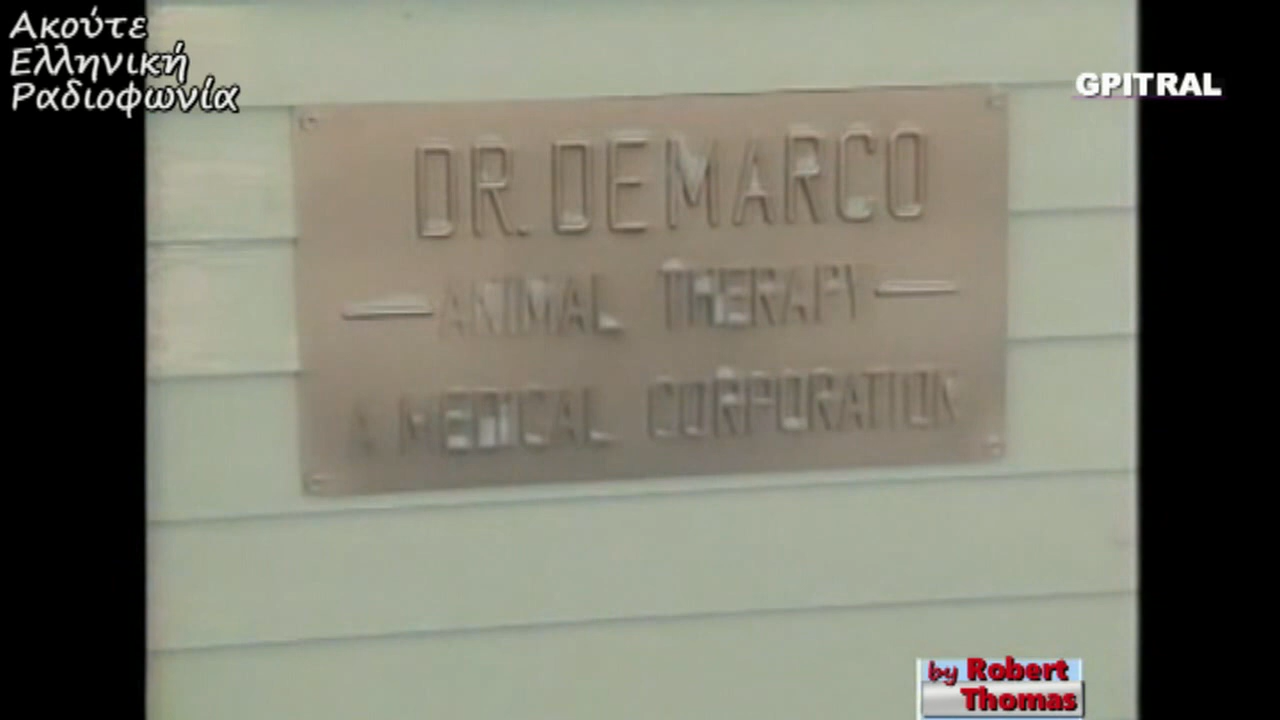 Ακούτε
Ελληνική
Ραδιοφωνία
GPITRAL
DR. DEMARCO
ANIMAL THERAPY
A MEDICAL CORPORATION
by Robert
Thomas